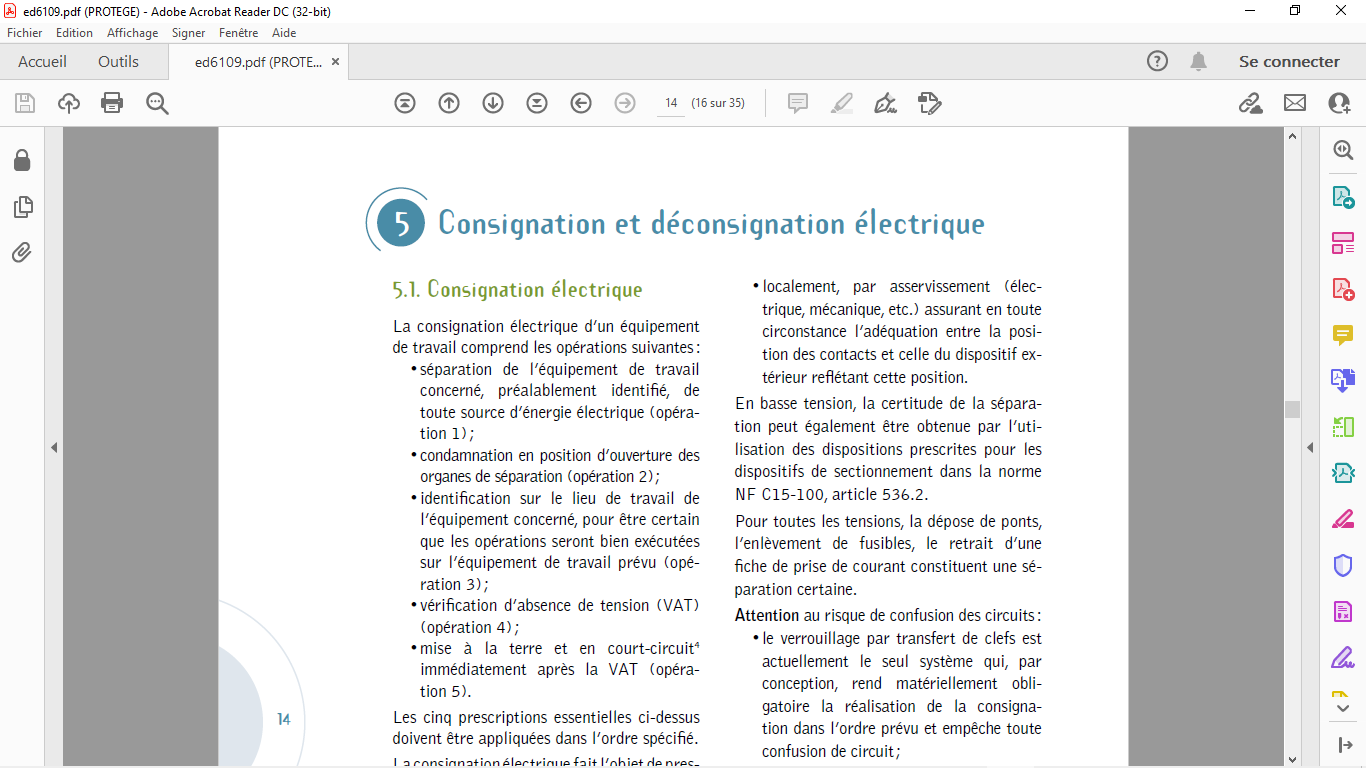 ed6109.pdf (PROTEGE) - Adobe Acrobat Reader DC (32-bit)
Fichier Edition Affichage Signer Fenêtre Aide
Accueil Outils ed6109.pdf (PROTE... × Se connecter
14 (16 sur 35)
5 Consignation et déconsignation électrique
5.1. Consignation électrique
La consignation électrique d'un équipement
de travail comprend les opérations suivantes :
• séparation de l'équipement de travail
concerné, préalablement identifié, de
toute source d'énergie électrique (opéra-
tion 1) ;
• condamnation en position d'ouverture des
organes de séparation (opération 2) ;
• identification sur le lieu de travail de
l'équipement concerné, pour être certain
que les opérations seront bien exécutées
sur l'équipement de travail prévu (opé-
ration 3) ;
• vérification d'absence de tension (VAT)
(opération 4) ;
• mise à la terre et en court-circuit⁴
immédiatement après la VAT (opéra-
tion 5).
Les cinq prescriptions essentielles ci-dessus
doivent être appliquées dans l'ordre spécifié.
La consignation électrique fait l'objet de pres-
• localement, par asservissement (élec-
trique, mécanique, etc.) assurant en toute
circonstance l'adéquation entre la posi-
tion des contacts et celle du dispositif ex-
térieur reflétant cette position.
En basse tension, la certitude de la sépara-
tion peut également être obtenue par l'uti-
lisation des dispositions prescrites pour les
dispositifs de sectionnement dans la norme
NF C15-100, article 536.2.
Pour toutes les tensions, la dépose de ponts,
l'enlèvement de fusibles, le retrait d'une
fiche de prise de courant constituent une sé-
paration certaine.
Attention au risque de confusion des circuits :
• le verrouillage par transfert de clefs est
actuellement le seul système qui, par
conception, rend matériellement obli-
gatoire la réalisation de la consigna-
tion dans l'ordre prévu et empêche toute
confusion de circuit ;
14